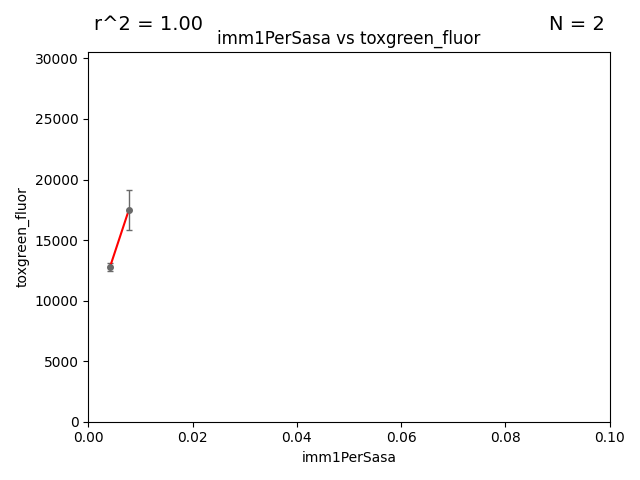 r^2 = 1.00
N = 2
imm1PerSasa vs toxgreen_fluor
30000
25000
20000
15000
10000
5000
0
toxgreen_fluor
0.00 0.02 0.04 0.06 0.08 0.10
imm1PerSasa